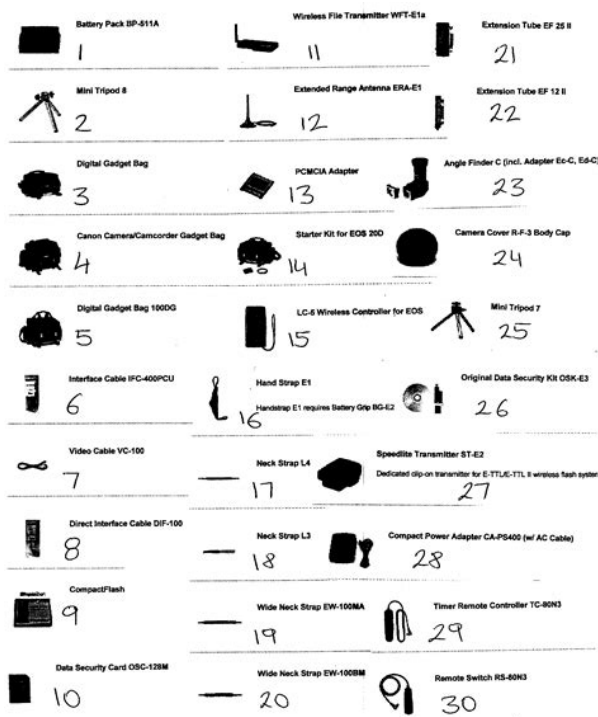 Battery Pack BP-511A
1
Mini Tripod 8
2
Digital Gadget Bag
3
Canon Camera/Camcorder Gadget Bag
4
Digital Gadget Bag 100DG
5
Interface Cable IFC-400PCU
6
Video Cable VC-100
7
Direct Interface Cable DIF-100
8
CompactFlash
9
Data Security Card OSC-128M
10
Wireless File Transmitter WFT-E1a
11
Extended Range Antenna ERA-E1
12
PCMCIA Adapter
13
Starter Kit for EOS 20D
14
LC-5 Wireless Controller for EOS
15
Hand Strap E1
Handstrap E1 requires Battery Grip BG-E2
16
Neck Strap L4
17
Neck Strap L3
18
Wide Neck Strap EW-100MA
19
Wide Neck Strap EW-100BM
20
Extension Tube EF 25 II
21
Extension Tube EF 12 II
22
Angle Finder C (incl. Adapter Ec-C, Ed-C)
23
Camera Cover R-F-3 Body Cap
24
Mini Tripod 7
25
Original Data Security Kit OSK-E3
26
Speedlite Transmitter ST-E2
Dedicated clip-on transmitter for E-TTL/E-TTL II wireless flash system
27
Compact Power Adapter CA-PS400 (w/ AC Cable)
28
Timer Remote Controller TC-80N3
29
Remote Switch RS-80N3
30